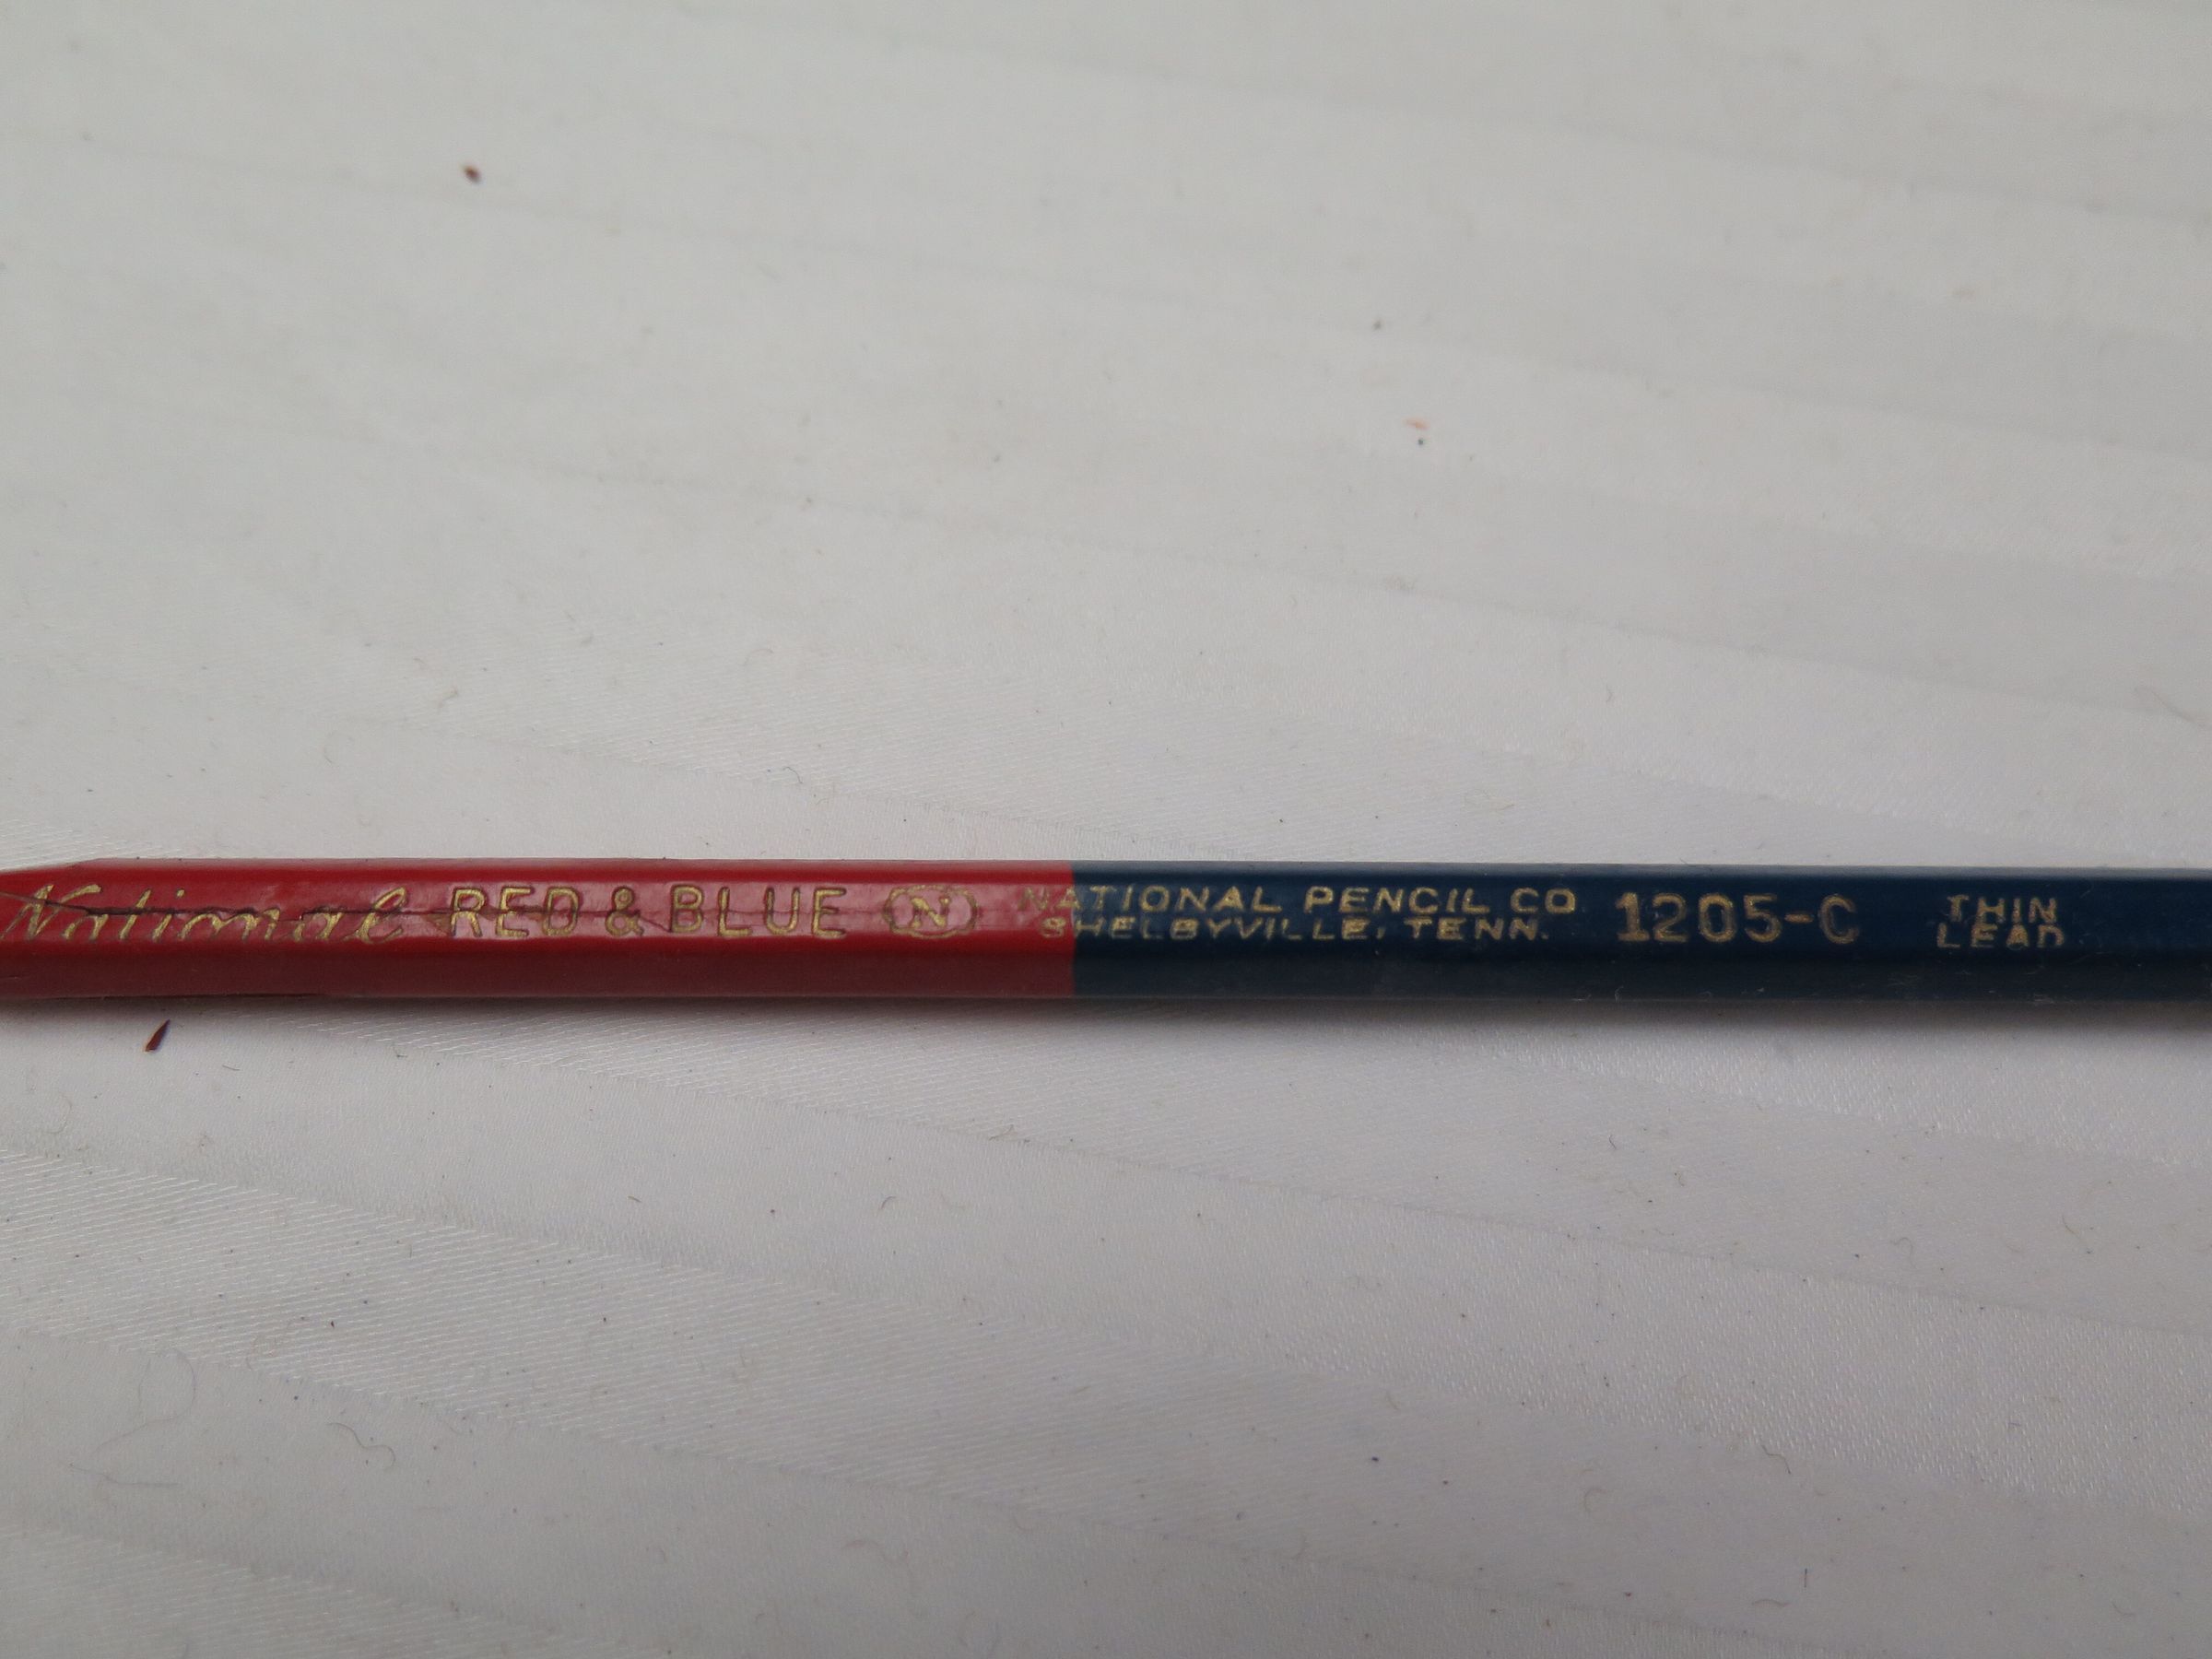 National RED & BLUE N NATIONAL PENCIL CO
SHELBYVILLE, TENN. 1205-C THIN
LEAD